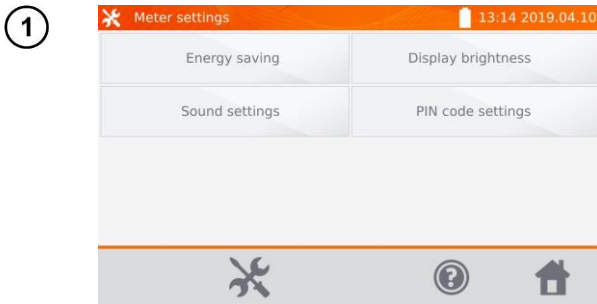 1
Meter settings 13:14 2019.04.10
Energy saving Display brightness
Sound settings PIN code settings
?